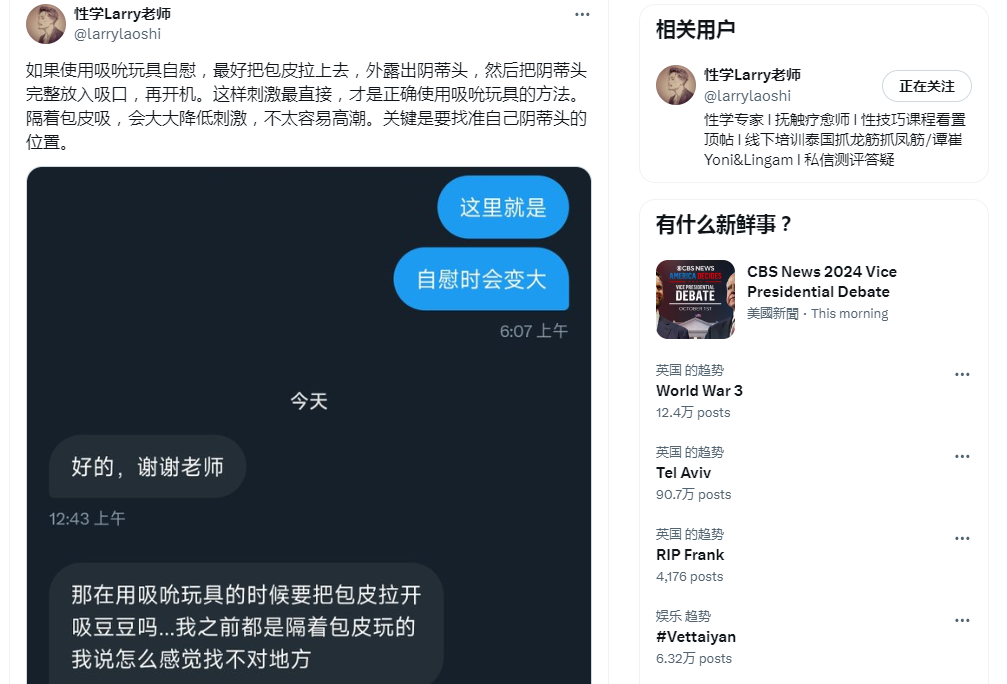 性学Larry老师
@larrylaoshi
如果使用吸吮玩具自慰，最好把包皮拉上去，外露出阴蒂头，然后把阴蒂头
完整放入吸口，再开机。这样刺激最直接，才是正确使用吸吮玩具的方法。
隔着包皮吸，会大大降低刺激，不太容易高潮。关键是要找准自己阴蒂头的
位置。
这里就是
自慰时会变大
6:07 上午
今天
好的，谢谢老师
12:43 上午
那在用吸吮玩具的时候要把包皮拉开
吸豆豆吗...我之前都是隔着包皮玩的
我说怎么感觉找不对地方
相关用户
性学Larry老师
@larrylaoshi
正在关注
性学专家 l 抚触疗愈师 l 性技巧课程看置
顶帖 l 线下培训泰国抓龙筋抓凤筋/谭崔
Yoni&Lingam l 私信测评答疑
有什么新鲜事？
CBS NEWS
AMERICA DECIDES
VICE PRESIDENTIAL
DEBATE
OCTOBER 1ST
CBS News 2024 Vice
Presidential Debate
美國新聞 · This morning
英国 的趋势
World War 3
12.4万 posts
英国 的趋势
Tel Aviv
90.7万 posts
英国 的趋势
RIP Frank
4,176 posts
娱乐 趋势
#Vettaiyan
6.32万 posts